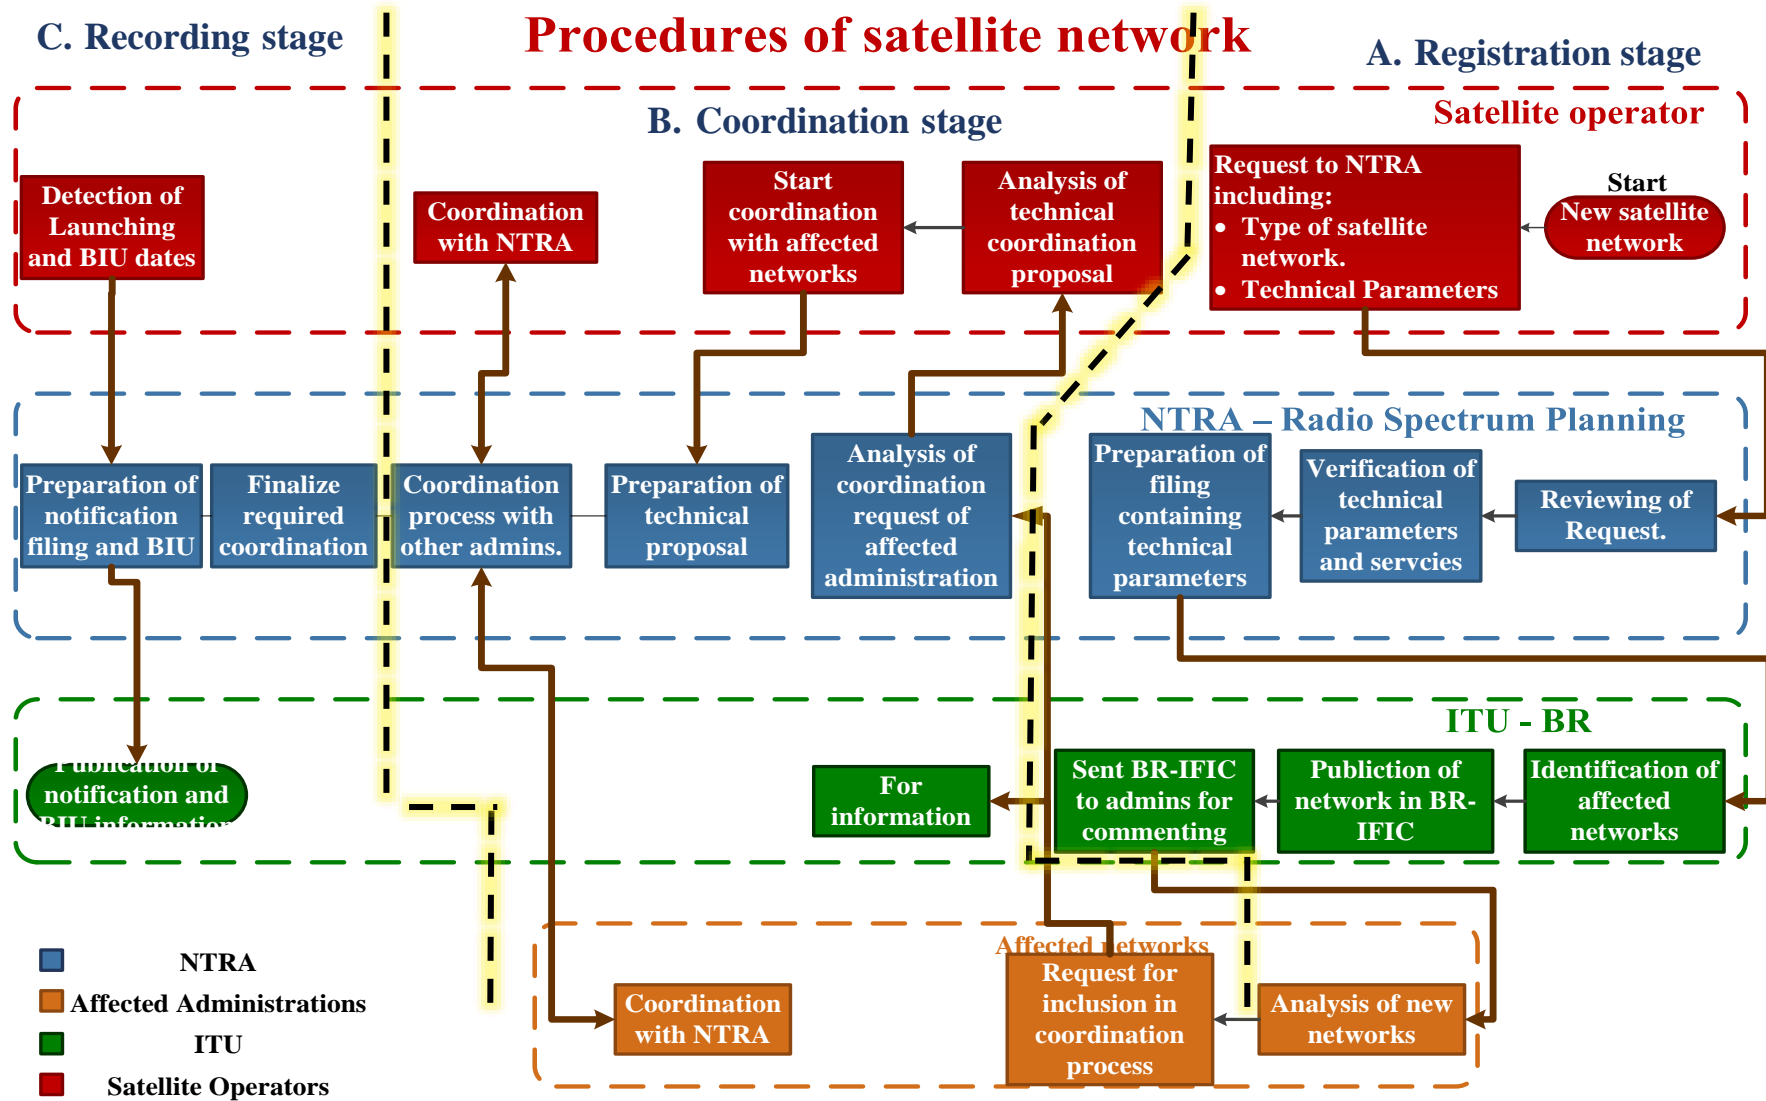 Procedures of satellite network
C. Recording stage
A. Registration stage
B. Coordination stage
Satellite operator
Start
New satellite
network
Request to NTRA
including:
• Type of satellite
network.
• Technical Parameters
Analysis of
technical
coordination
proposal
Start
coordination
with affected
networks
Coordination
with NTRA
Detection of
Launching
and BIU dates
NTRA – Radio Spectrum Planning
Reviewing of
Request.
Verification of
technical
parameters
and servcies
Preparation of
filing
containing
technical
parameters
Analysis of
coordination
request of
affected
administration
Preparation of
technical
proposal
Coordination
process with
other admins.
Finalize
required
coordination
Preparation of
notification
filing and BIU
ITU - BR
Identification of
affected
networks
Publiction of
network in BR-
IFIC
Sent BR-IFIC
to admins for
commenting
For
information
Publication of
notification and
BIU information
Affected networks
Analysis of new
networks
Request for
inclusion in
coordination
process
Coordination
with NTRA
NTRA
Affected Administrations
ITU
Satellite Operators